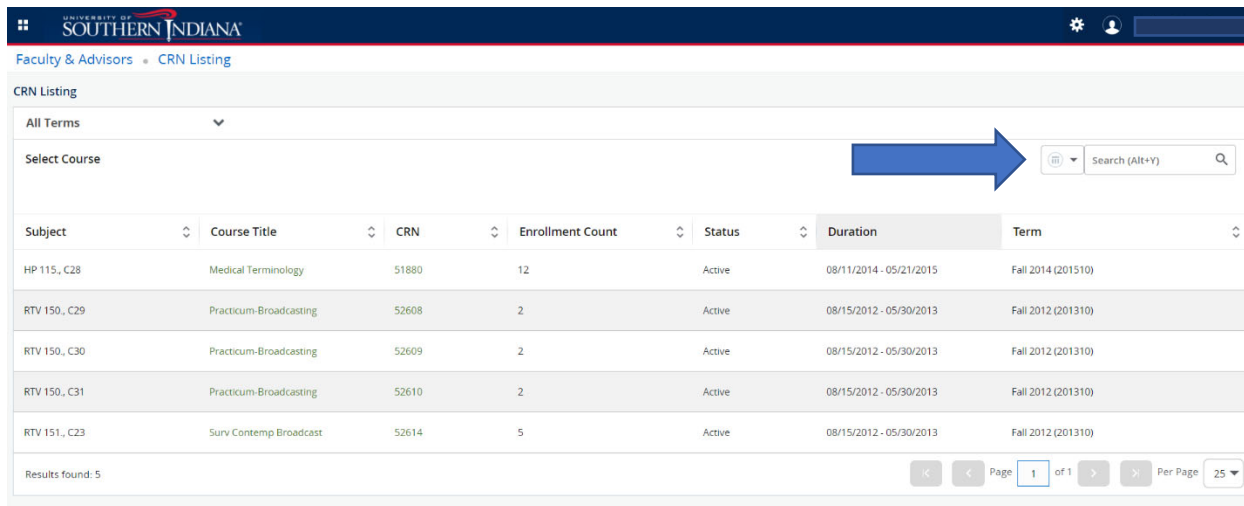 UNIVERSITY OF
SOUTHERN INDIANA
Faculty & Advisors • CRN Listing
CRN Listing
All Terms
Select Course
Search (Alt+Y)
Subject Course Title CRN Enrollment Count Status Duration Term
HP 115., C28 Medical Terminology 51880 12 Active 08/11/2014 - 05/21/2015 Fall 2014 (201510)
RTV 150., C29 Practicum-Broadcasting 52608 2 Active 08/15/2012 - 05/30/2013 Fall 2012 (201310)
RTV 150., C30 Practicum-Broadcasting 52609 2 Active 08/15/2012 - 05/30/2013 Fall 2012 (201310)
RTV 150., C31 Practicum-Broadcasting 52610 2 Active 08/15/2012 - 05/30/2013 Fall 2012 (201310)
RTV 151., C23 Surv Contemp Broadcast 52614 5 Active 08/15/2012 - 05/30/2013 Fall 2012 (201310)
Results found: 5 Page 1 of 1 Per Page 25